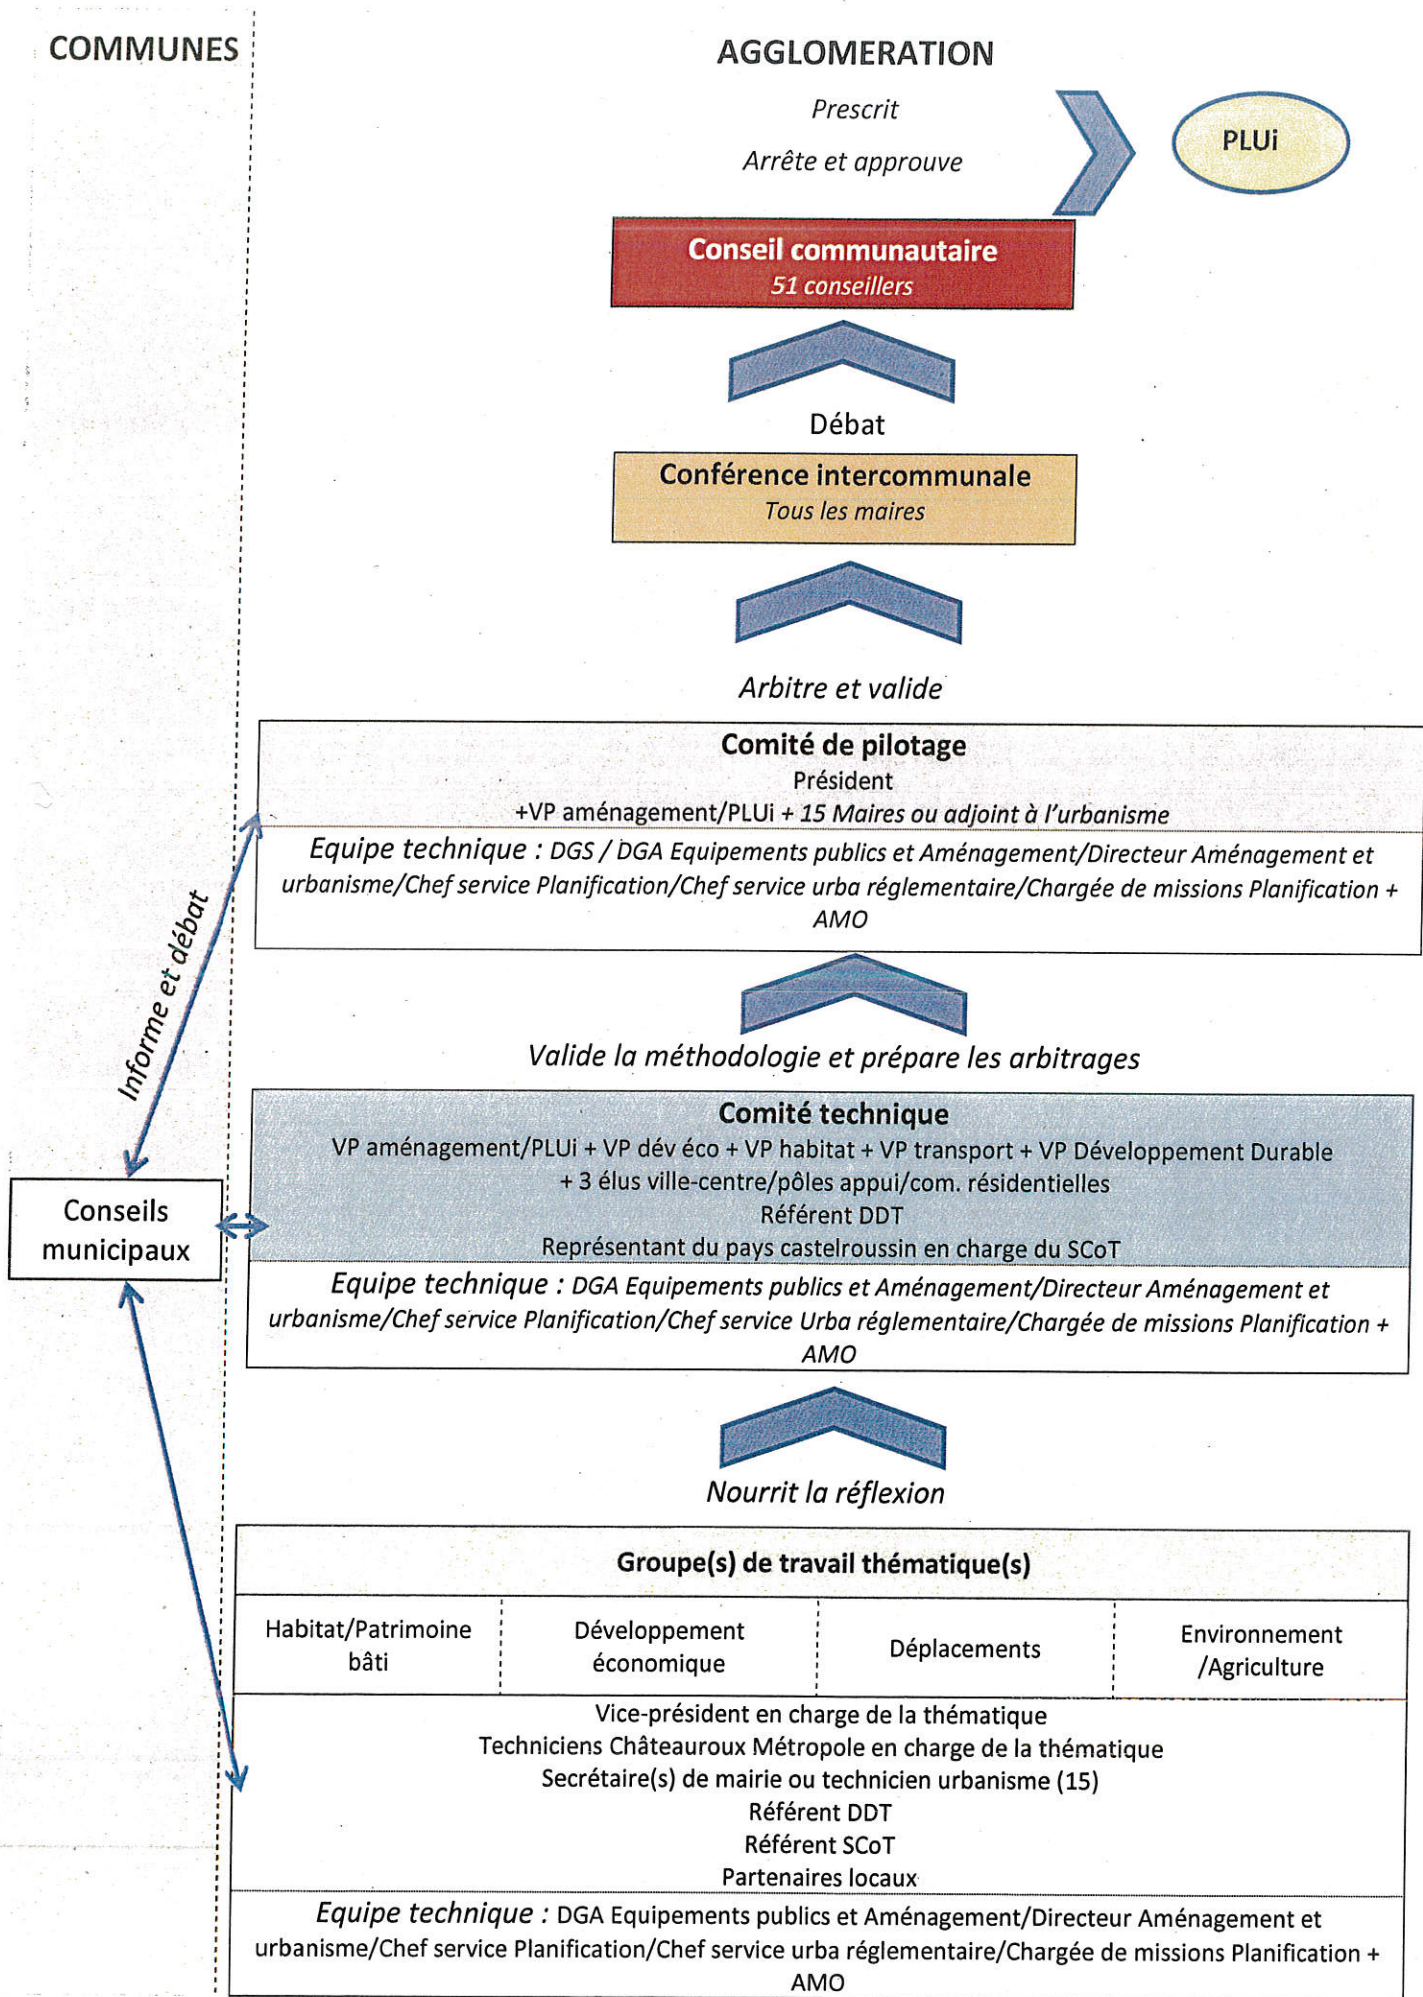 COMMUNES
AGGLOMERATION
Prescrit
Arrête et approuve
PLUi
Conseil communautaire
51 conseillers
Débat
Conférence intercommunale
Tous les maires
Arbitre et valide
Comité de pilotage
Président
+VP aménagement/PLUi + 15 Maires ou adjoint à l'urbanisme
Equipe technique : DGS / DGA Equipements publics et Aménagement/Directeur Aménagement et
urbanisme/Chef service Planification/Chef service urba réglementaire/Chargée de missions Planification +
AMO
Informe et débat
Valide la méthodologie et prépare les arbitrages
Comité technique
VP aménagement/PLUi + VP dév éco + VP habitat + VP transport + VP Développement Durable
+ 3 élus ville-centre/pôles appui/com. résidentielles
Référent DDT
Représentant du pays castelroussin en charge du SCoT
Conseils
municipaux
Equipe technique : DGA Equipements publics et Aménagement/Directeur Aménagement et
urbanisme/Chef service Planification/Chef service Urba réglementaire/Chargée de missions Planification +
AMO
Nourrit la réflexion
Groupe(s) de travail thématique(s)
Habitat/Patrimoine
bâti
Développement
économique
Déplacements
Environnement
/Agriculture
Vice-président en charge de la thématique
Techniciens Châteauroux Métropole en charge de la thématique
Secrétaire(s) de mairie ou technicien urbanisme (15)
Référent DDT
Référent SCoT
Partenaires locaux
Equipe technique : DGA Equipements publics et Aménagement/Directeur Aménagement et
urbanisme/Chef service Planification/Chef service urba réglementaire/Chargée de missions Planification +
AMO